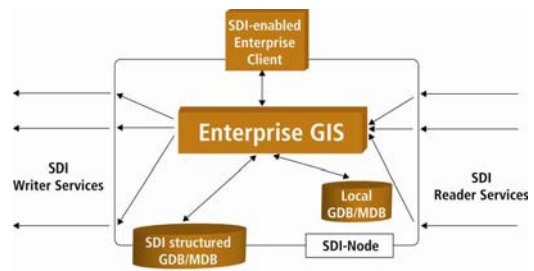 SDI-enabled
Enterprise
Client
Enterprise GIS
SDI
Writer Services
SDI
Reader Services
Local
GDB/MDB
SDI structured
GDB/MDB
SDI-Node